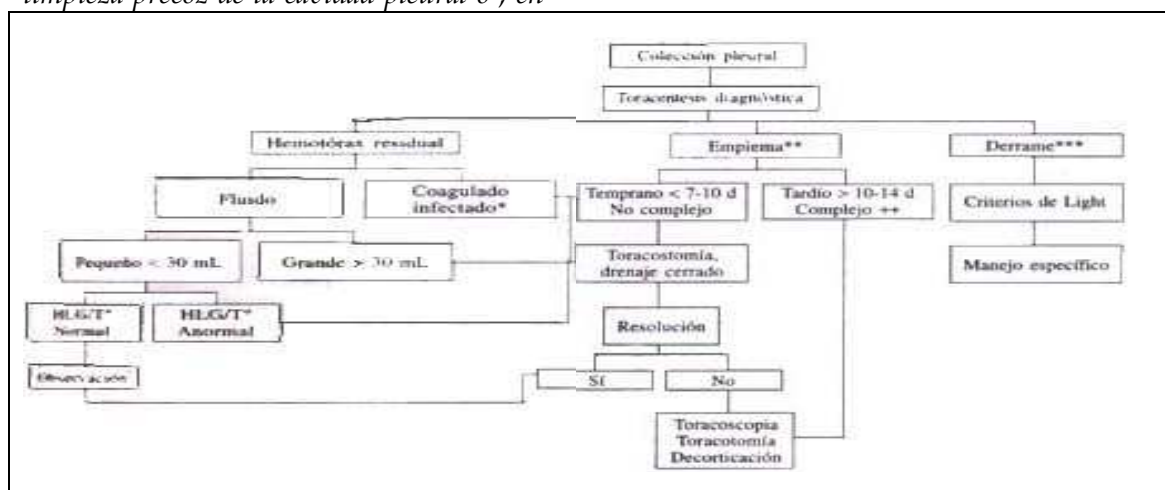 limpieza precoz de la cavidad pleural o , en
Colección pleural
Toracentesis diagnóstica
Hemotórax residual
Empiema**
Derrame***
Fluido
Coagulado
infectado*
Temprano < 7-10 d
No complejo
Tardío > 10-14 d
Complejo ++
Criterios de Light
Pequeño < 30 mL
Grande > 30 mL
Toracostomía,
drenaje cerrado
Manejo específico
HLG/T°
Normal
HLG/T°
Anormal
Resolución
Observación
Sí
No
Toracoscopia
Toracotomía
Decorticación